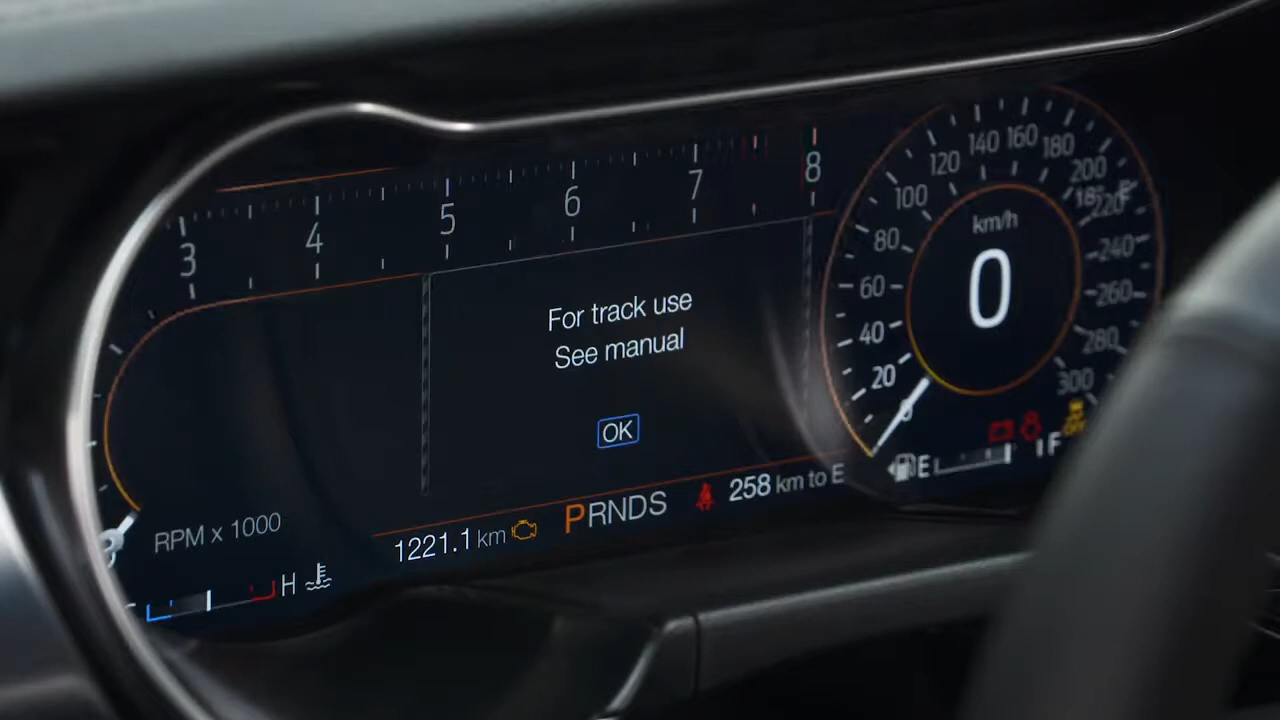 3 4 5 6 7 8
For track use
See manual
OK
RPM x 1000
H
1221.1 km
PRNDS
258 km to E
km/h
0
0 20 40 60 80 100 120 140 160 180 200 220 240 260 280 300
E F
OFF